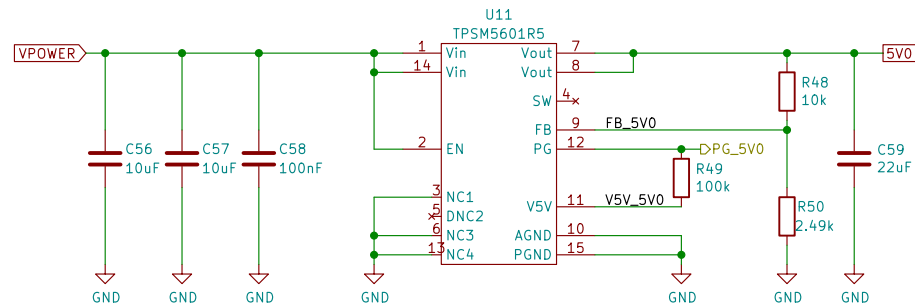 U11
TPSM5601R5
VPOWER
1 Vin
14 Vin
2 EN
3 NC1
5 DNC2
6 NC3
13 NC4
Vout 7
Vout 8
SW 4
FB 9
PG 12
V5V 11
AGND 10
PGND 15
FB_5V0
PG_5V0
V5V_5V0
5V0
C56
10uF
C57
10uF
C58
100nF
R48
10k
R49
100k
R50
2.49k
C59
22uF
GND
GND
GND
GND
GND
GND
GND